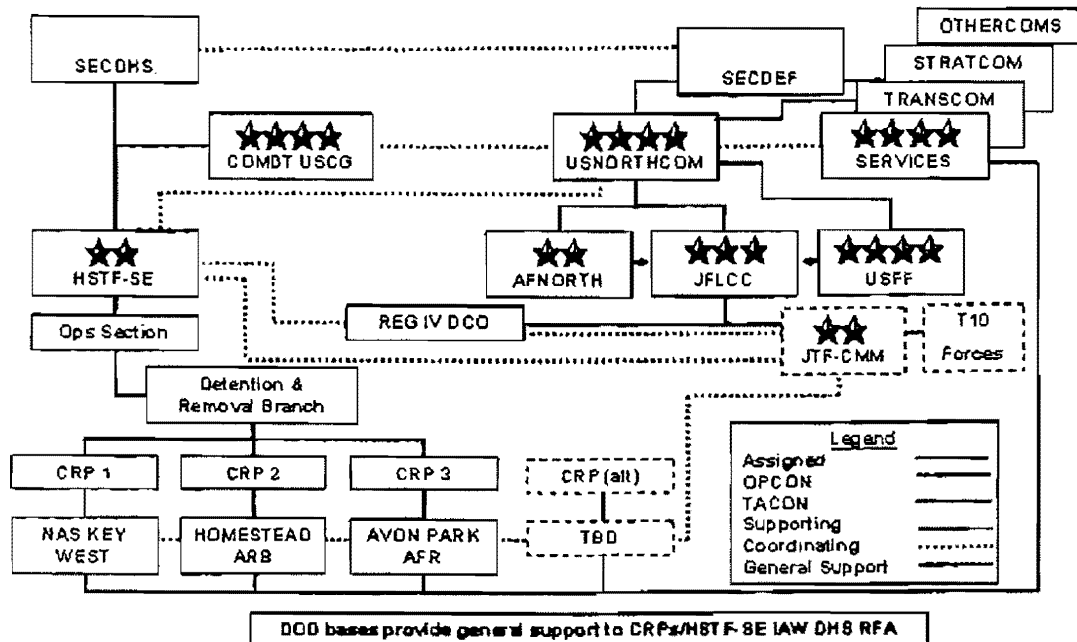 OTHERCOMS
STRATCOM
TRANSCOM
SECDHS
SECDEF
COMDT USCG
USNORTHCOM
SERVICES
HSTF-SE
AFNORTH
JFLCC
USFF
Ops Section
REG IV DCO
JTF-CMM
T10
Forces
Detention &
Removal Branch
CRP 1
CRP 2
CRP 3
CRP (alt)
NAS KEY
WEST
HOMESTEAD
ARB
AVON PARK
AFR
TBD
Legend
Assigned
OPCON
TACON
Supporting
Coordinating
General Support
DOD bases provide general support to CRPs/HSTF-SE IAW DHS RFA